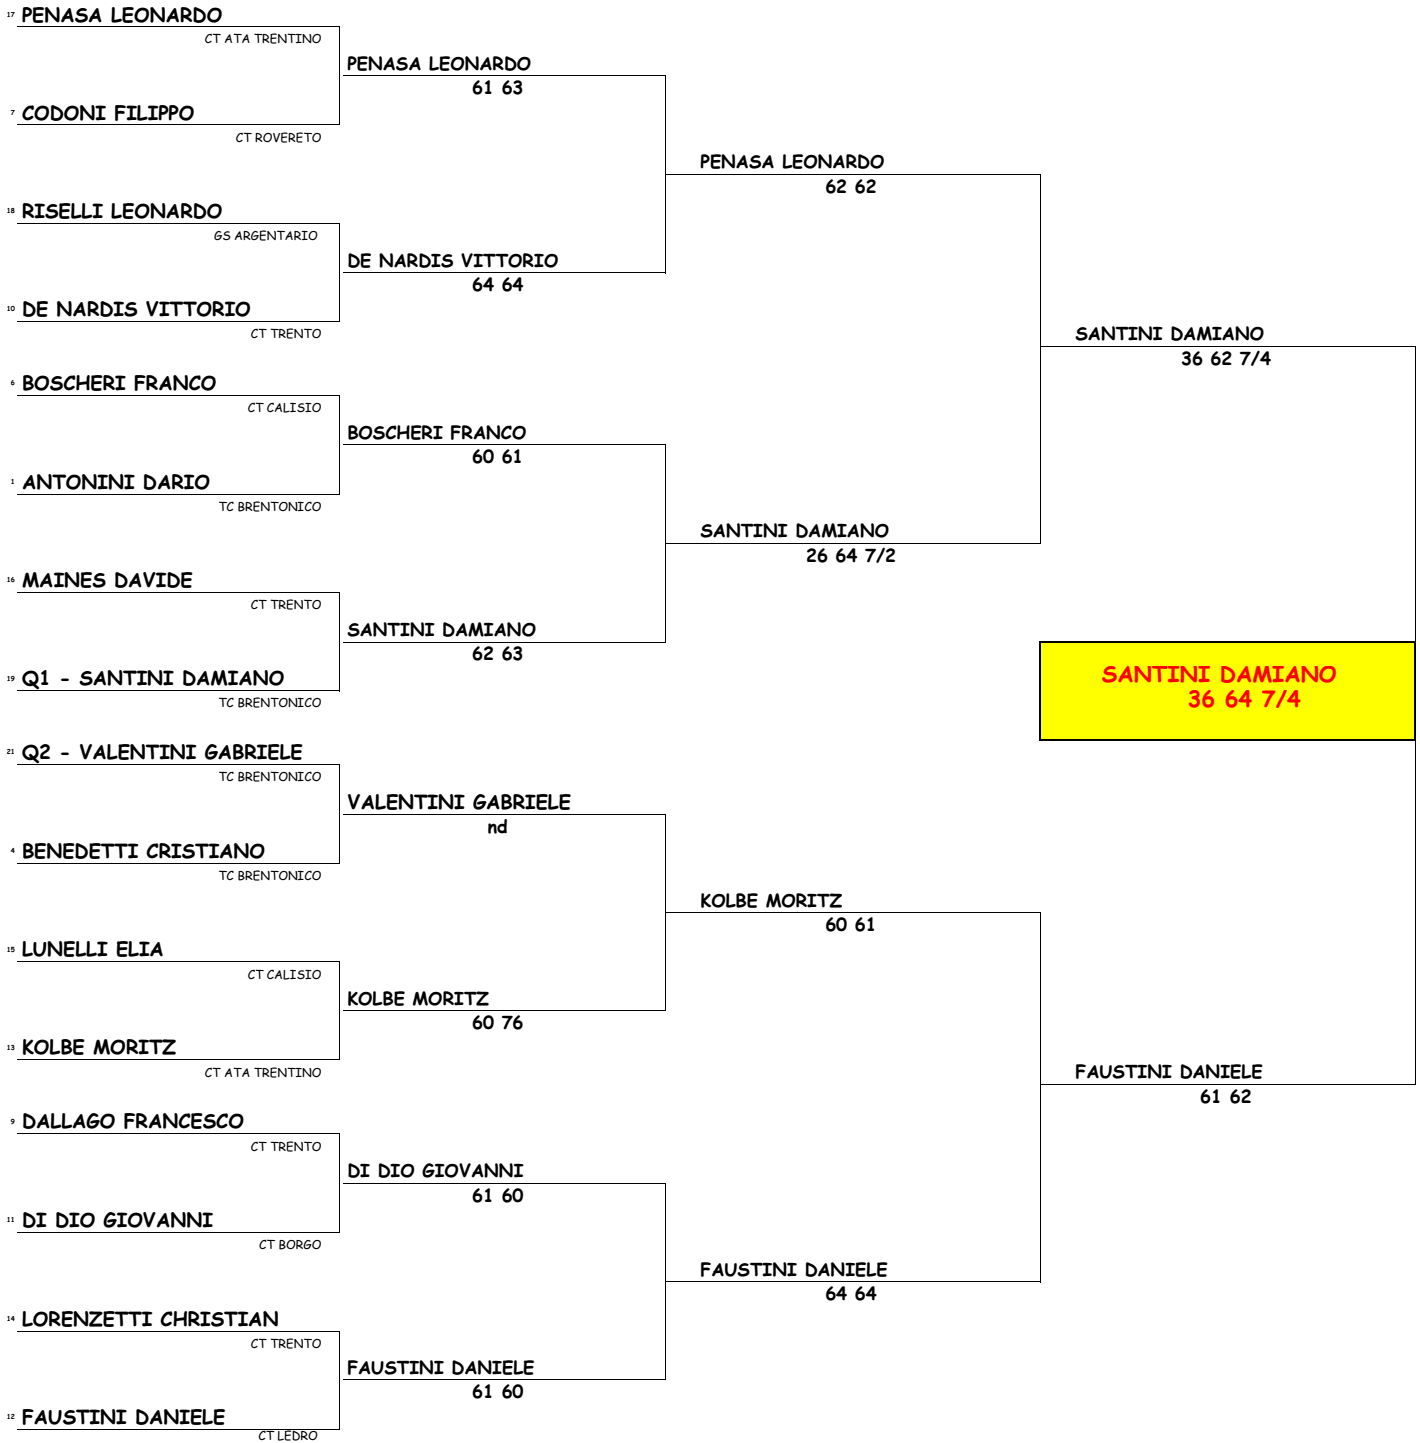 17 PENASA LEONARDO
CT ATA TRENTINO
PENASA LEONARDO
61 63
7 CODONI FILIPPO
CT ROVERETO
PENASA LEONARDO
62 62
18 RISELLI LEONARDO
GS ARGENTARIO
DE NARDIS VITTORIO
64 64
10 DE NARDIS VITTORIO
CT TRENTO
SANTINI DAMIANO
36 62 7/4
6 BOSCHERI FRANCO
CT CALISIO
BOSCHERI FRANCO
60 61
1 ANTONINI DARIO
TC BRENTONICO
SANTINI DAMIANO
26 64 7/2
16 MAINES DAVIDE
CT TRENTO
SANTINI DAMIANO
62 63
19 Q1 - SANTINI DAMIANO
TC BRENTONICO
SANTINI DAMIANO
36 64 7/4
21 Q2 - VALENTINI GABRIELE
TC BRENTONICO
VALENTINI GABRIELE
nd
4 BENEDETTI CRISTIANO
TC BRENTONICO
KOLBE MORITZ
60 61
15 LUNELLI ELIA
CT CALISIO
KOLBE MORITZ
60 76
13 KOLBE MORITZ
CT ATA TRENTINO
FAUSTINI DANIELE
61 62
9 DALLAGO FRANCESCO
CT TRENTO
DI DIO GIOVANNI
61 60
11 DI DIO GIOVANNI
CT BORGO
FAUSTINI DANIELE
64 64
14 LORENZETTI CHRISTIAN
CT TRENTO
FAUSTINI DANIELE
61 60
12 FAUSTINI DANIELE
CT LEDRO